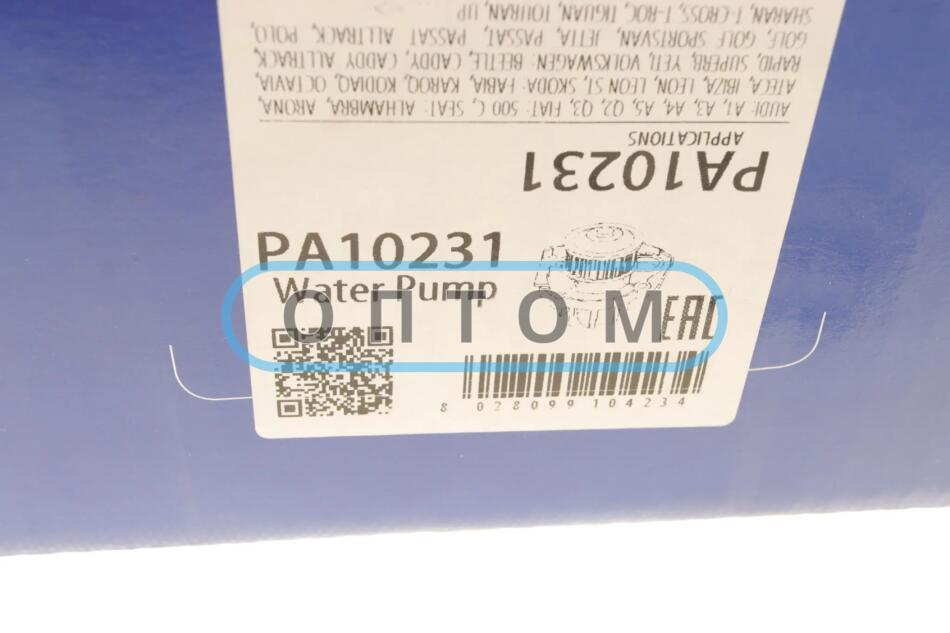 PA10231
APPLICATIONS
AUDI: A1, A3, A4, A5, Q2, Q3, FIAT: 500 C, SEAT: ALHAMBRA, ARONA,
ATECA, IBIZA, LEON, LEON ST, SKODA: FABIA, KAROQ, KODIAQ, OCTAVIA,
RAPID, SUPERB, YETI, VOLKSWAGEN: BEETLE, CADDY, CADDY ALLTRACK,
GOLF, GOLF SPORTSVAN, JETTA, PASSAT, PASSAT ALLTRACK, POLO,
SHARAN, T-CROSS, T-ROC, TIGUAN, TOURAN, UP
PA10231
Water Pump
ОПТОМ
EAC
8 028099 104234